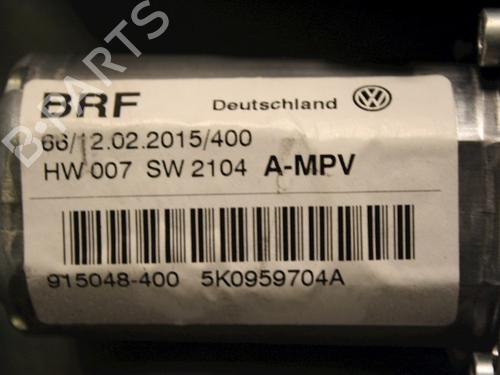 BRF Deutschland
66/12.02.2015/400
HW 007 SW 2104 A-MPV
915048-400 5K0959704A